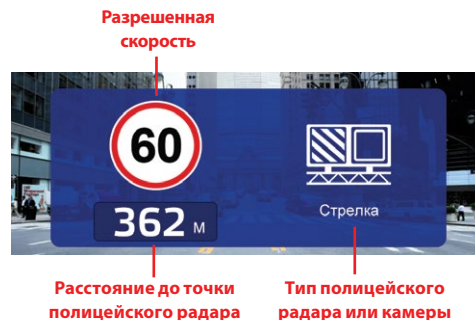 Разрешенная
скорость
60
362 м
Стрелка
Расстояние до точки
полицейского радара
Тип полицейского
радара или камеры